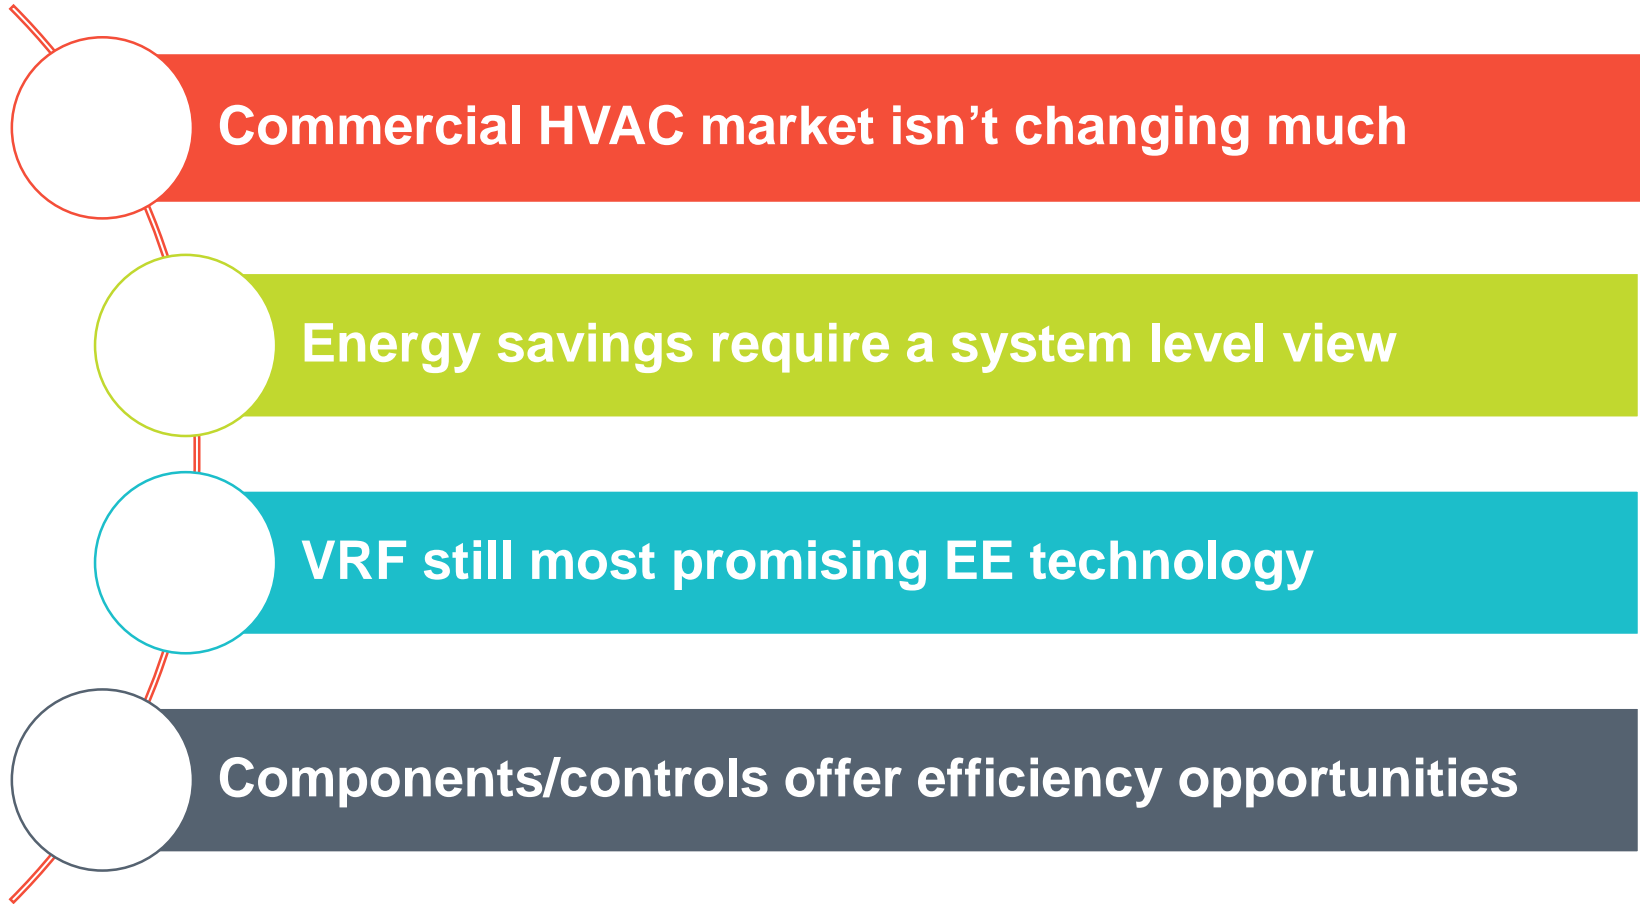 Commercial HVAC market isn’t changing much
Energy savings require a system level view
VRF still most promising EE technology
Components/controls offer efficiency opportunities